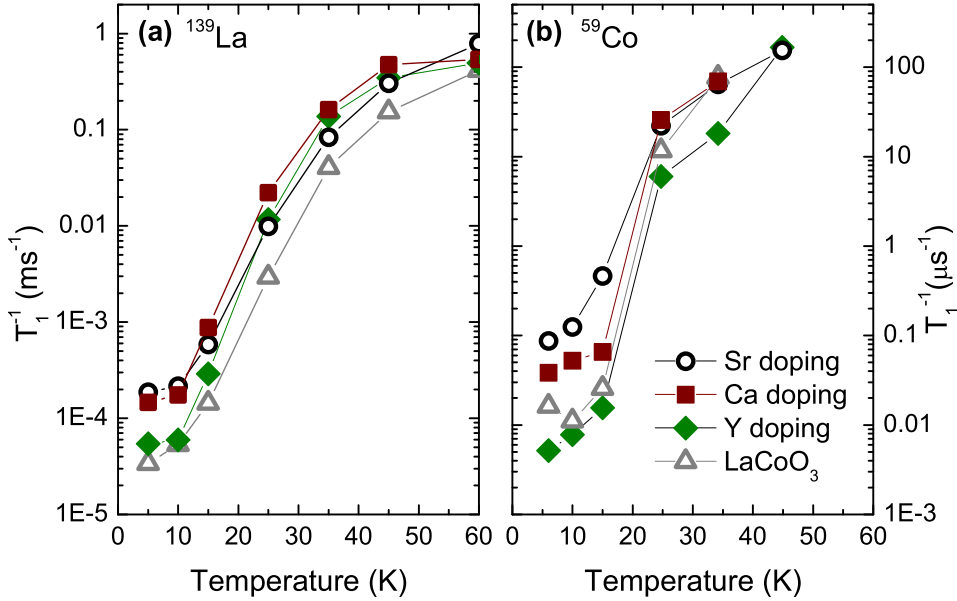 (a) ¹³⁹La
(b) ⁵⁹Co
1
0.1
0.01
1E-3
1E-4
1E-5
T₁⁻¹ (ms⁻¹)
0 10 20 30 40 50 60
Temperature (K)
100
10
1
0.1
0.01
1E-3
T₁⁻¹(µs⁻¹)
Sr doping
Ca doping
Y doping
LaCoO₃
0 10 20 30 40 50 60
Temperature (K)